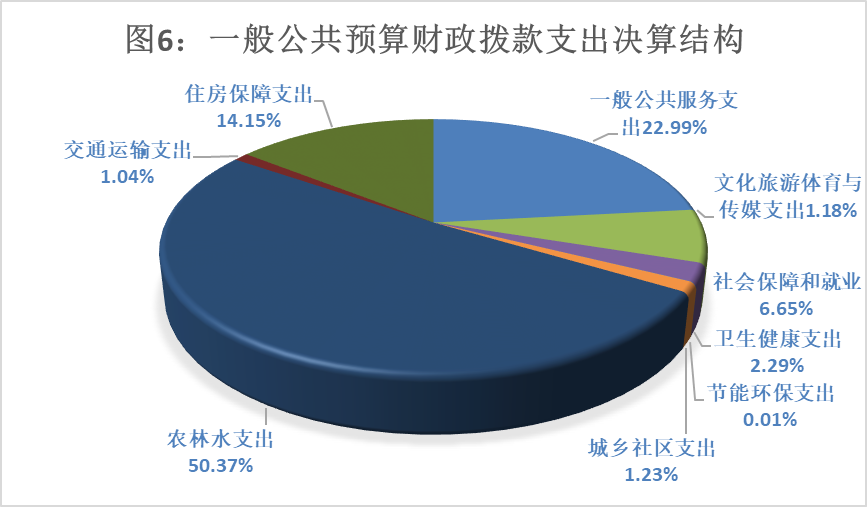 图6：一般公共预算财政拨款支出决算结构
住房保障支出
14.15%
一般公共服务支
出22.99%
交通运输支出
1.04%
文化旅游体育与
传媒支出1.18%
社会保障和就业
6.65%
卫生健康支出
2.29%
节能环保支出
0.01%
农林水支出
50.37%
城乡社区支出
1.23%